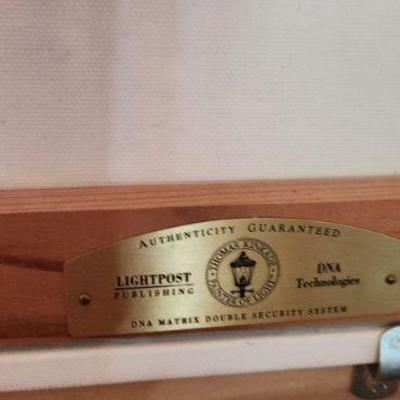 AUTHENTICITY GUARANTEED
LIGHTPOST
PUBLISHING
THOMAS KINKADE
PAINTER OF LIGHT
DNA
Technologies
DNA MATRIX DOUBLE SECURITY SYSTEM